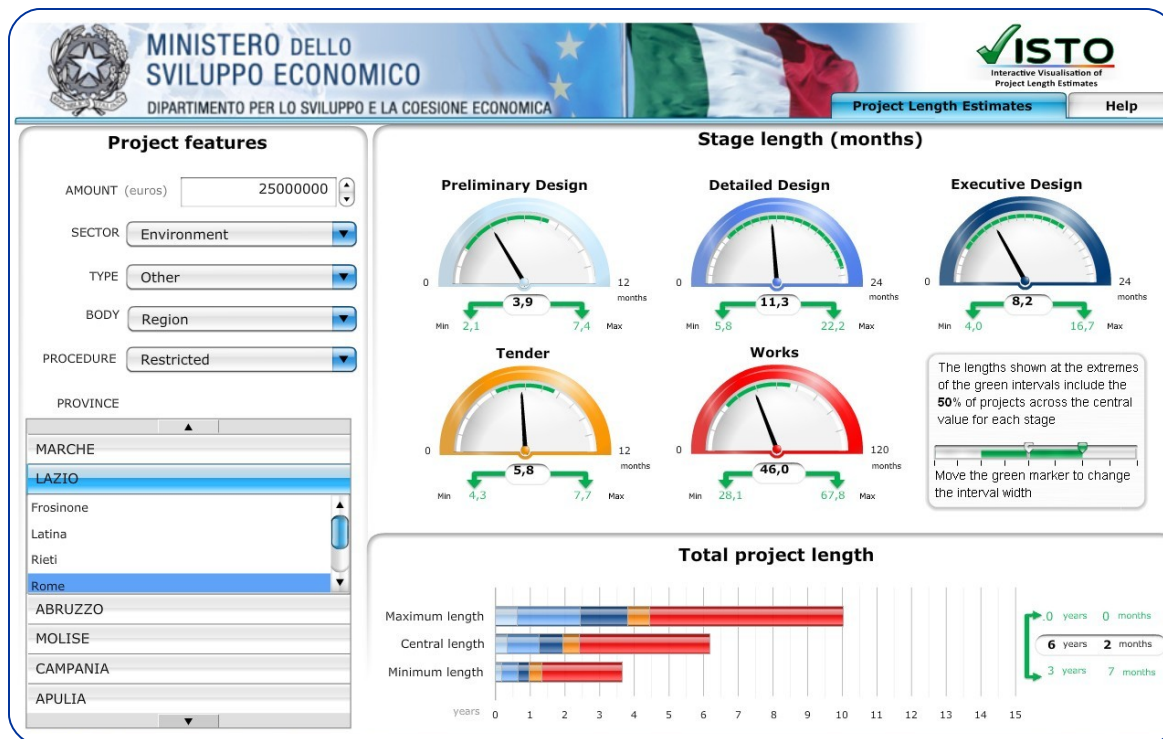 MINISTERO DELLO
SVILUPPO ECONOMICO
DIPARTIMENTO PER LO SVILUPPO E LA COESIONE ECONOMICA
VISTO
Interactive Visualisation of
Project Length Estimates
Project Length Estimates
Help
Project features
AMOUNT (euros) 25000000
SECTOR Environment
TYPE Other
BODY Region
PROCEDURE Restricted
PROVINCE
MARCHE
LAZIO
Frosinone
Latina
Rieti
Rome
ABRUZZO
MOLISE
CAMPANIA
APULIA
Stage length (months)
Preliminary Design
0 12
months
3,9
Min 2,1 7,4 Max
Detailed Design
0 24
months
11,3
Min 5,8 22,2 Max
Executive Design
0 24
months
8,2
Min 4,0 16,7 Max
Tender
0 12
months
5,8
Min 4,3 7,7 Max
Works
0 120
months
46,0
Min 28,1 67,8 Max
The lengths shown at the extremes
of the green intervals include the
50% of projects across the central
value for each stage
Move the green marker to change
the interval width
Total project length
Maximum length
Central length
Minimum length
years 0 1 2 3 4 5 6 7 8 9 10 11 12 13 14 15
0 years 0 months
6 years 2 months
3 years 7 months